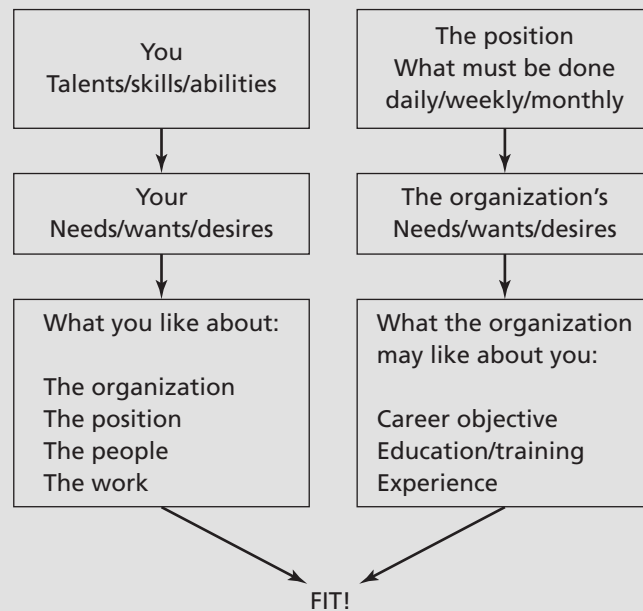 You
Talents/skills/abilities
The position
What must be done
daily/weekly/monthly
Your
Needs/wants/desires
The organization’s
Needs/wants/desires
What you like about:
The organization
The position
The people
The work
What the organization
may like about you:
Career objective
Education/training
Experience
FIT!